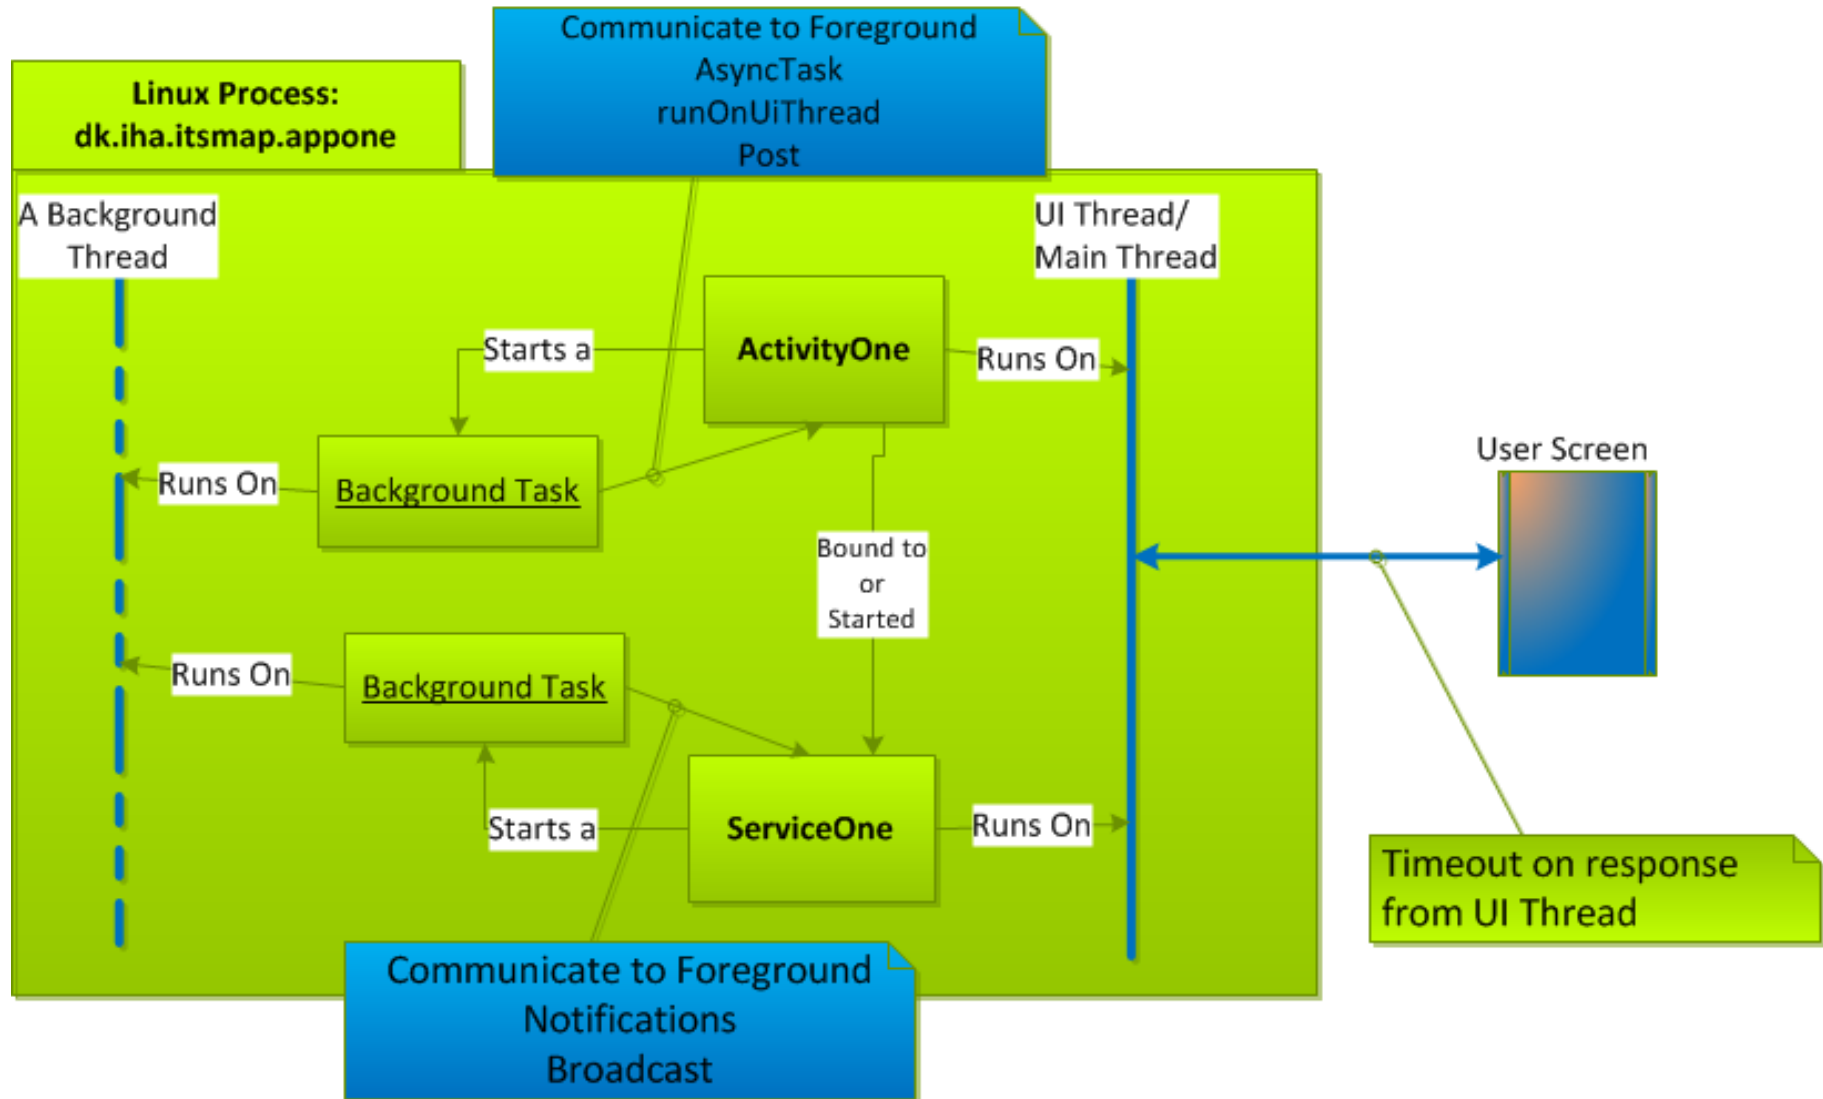 Communicate to Foreground
AsyncTask
runOnUiThread
Post
Linux Process:
dk.iha.itsmap.appone
A Background
Thread
UI Thread/
Main Thread
Starts a
ActivityOne
Runs On
Runs On
Background Task
User Screen
Bound to
or
Started
Runs On
Background Task
Starts a
ServiceOne
Runs On
Timeout on response
from UI Thread
Communicate to Foreground
Notifications
Broadcast